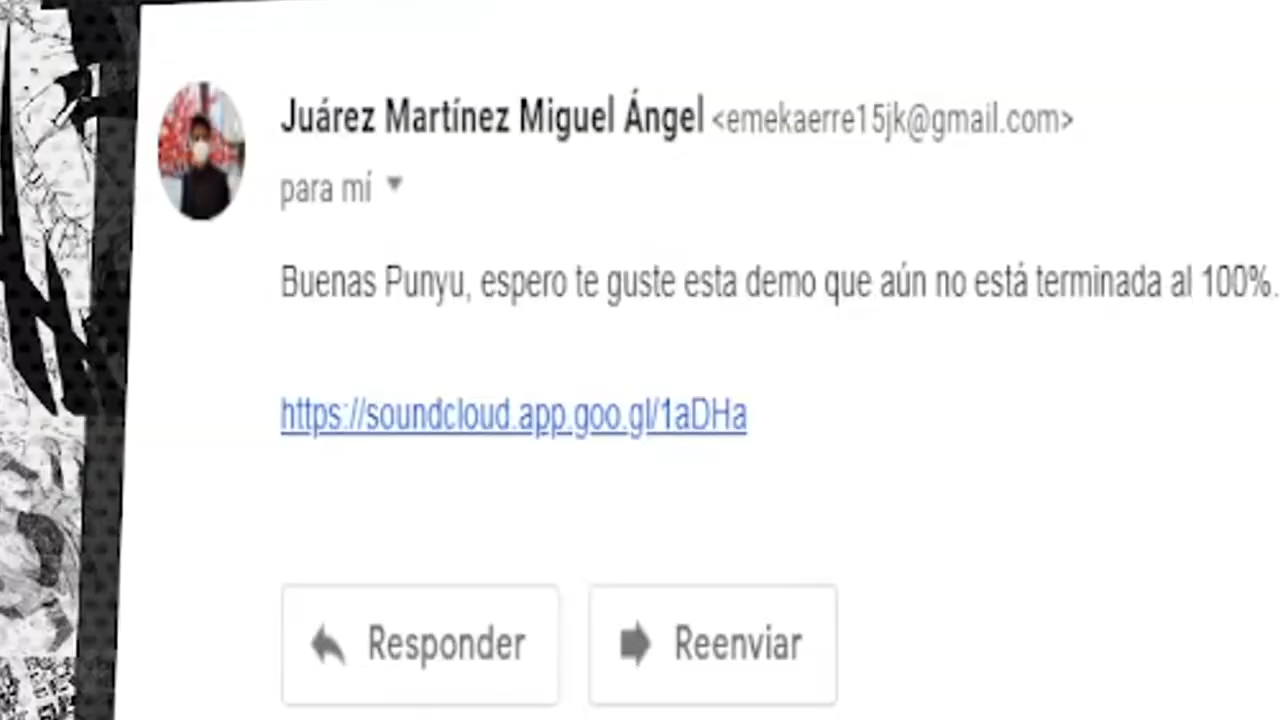 Juárez Martínez Miguel Ángel <emekaerre15jk@gmail.com>
para mí
Buenas Punyu, espero te guste esta demo que aún no está terminada al 100%.
https://soundcloud.app.goo.gl/1aDHa
Responder Reenviar